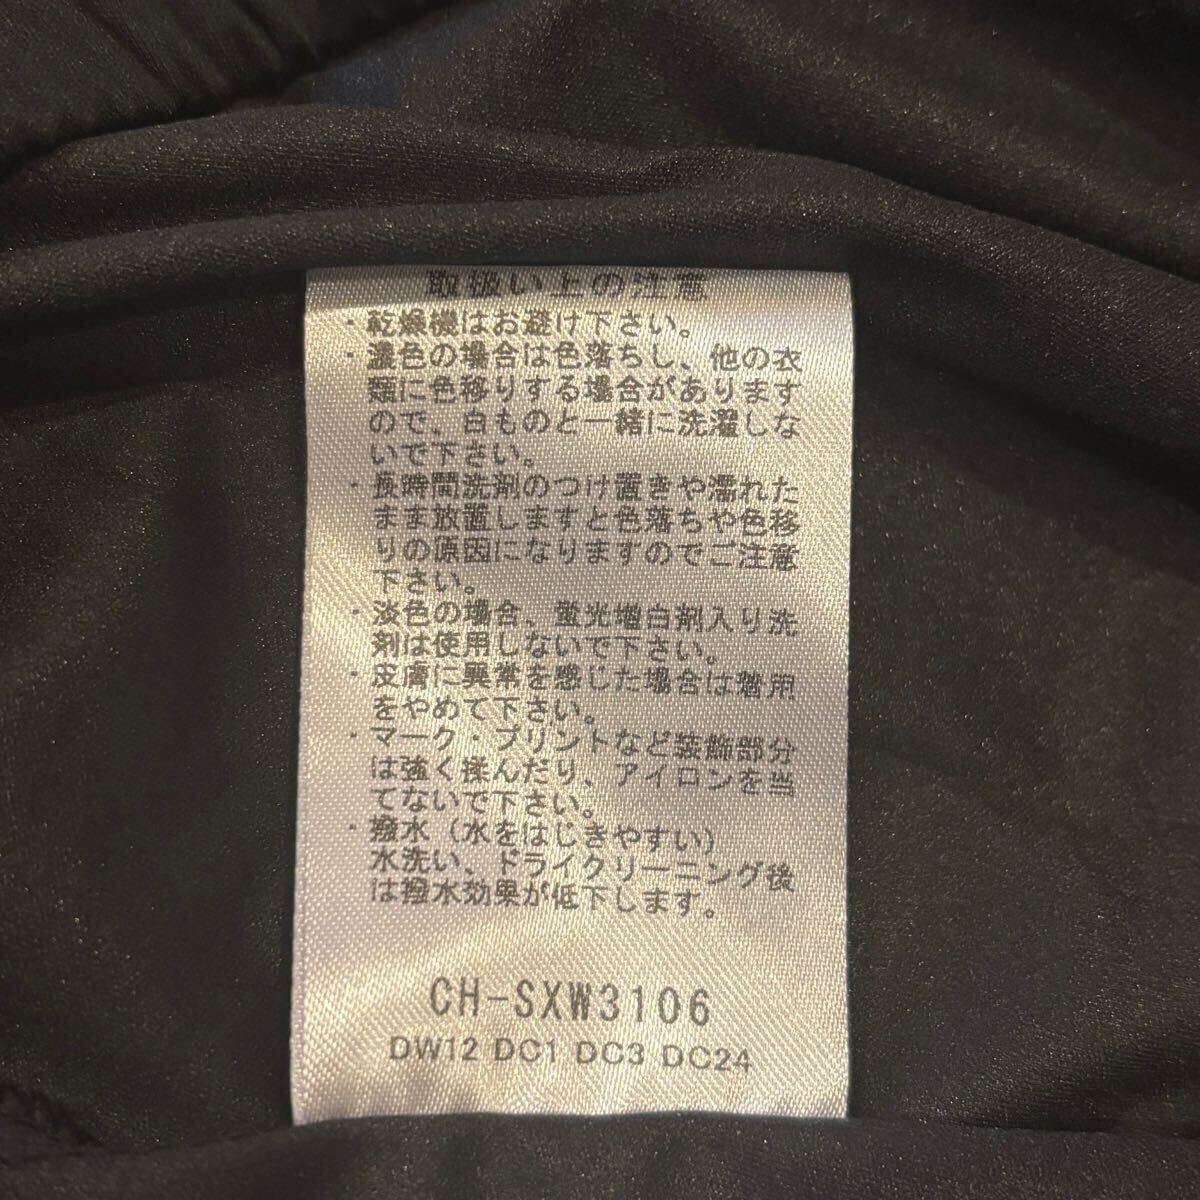 取扱い上の注意
・乾燥機はお避け下さい。
・濃色の場合は色落ちし、他の衣
類に色移りする場合があります
ので、白ものと一緒に洗濯しな
いで下さい。
・長時間洗剤のつけ置きや濡れた
まま放置しますと色落ちや色移
りの原因になりますのでご注意
下さい。
・淡色の場合、蛍光増白剤入り洗
剤は使用しないで下さい。
・皮膚に異常を感じた場合は着用
をやめて下さい。
・マーク・プリントなど装飾部分
は強く揉んだり、アイロンを当
てないで下さい。
・撥水（水をはじきやすい）
水洗い、ドライクリーニング後
は撥水効果が低下します。
CH-SXW3106
DW12 DC1 DC3 DC24